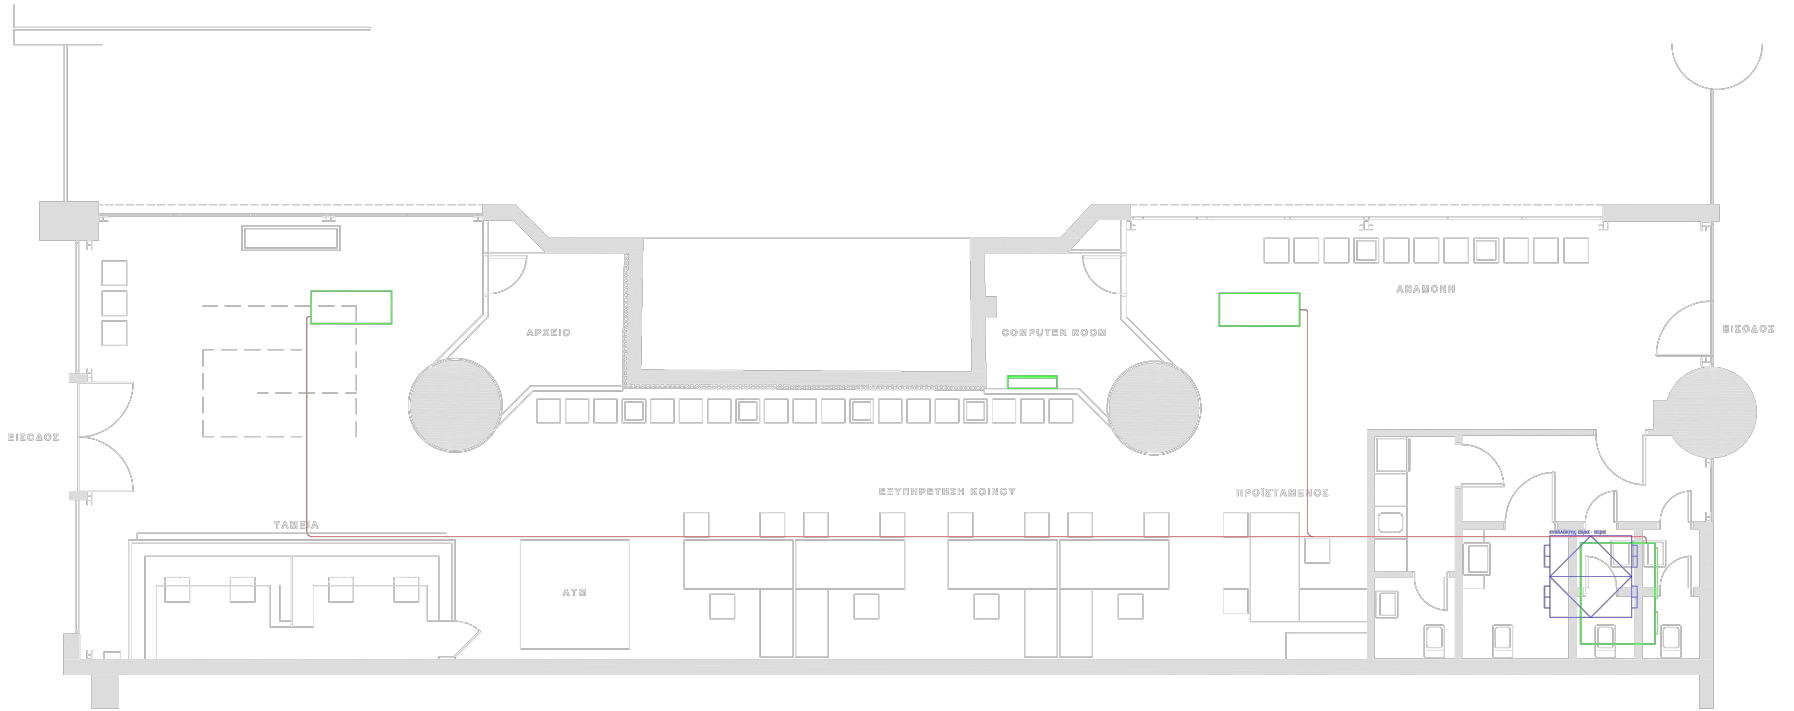 ΑΝΑΜΟΝΗ
ΕΙΣΟΔΟΣ
ΑΡΧΕΙΟ
COMPUTER ROOM
ΕΙΣΟΔΟΣ
ΕΞΥΠΗΡΕΤΗΣΗ ΚΟΙΝΟΥ
ΠΡΟΪΣΤΑΜΕΝΟΣ
ΤΑΜΕΙΑ
ΑΤΜ